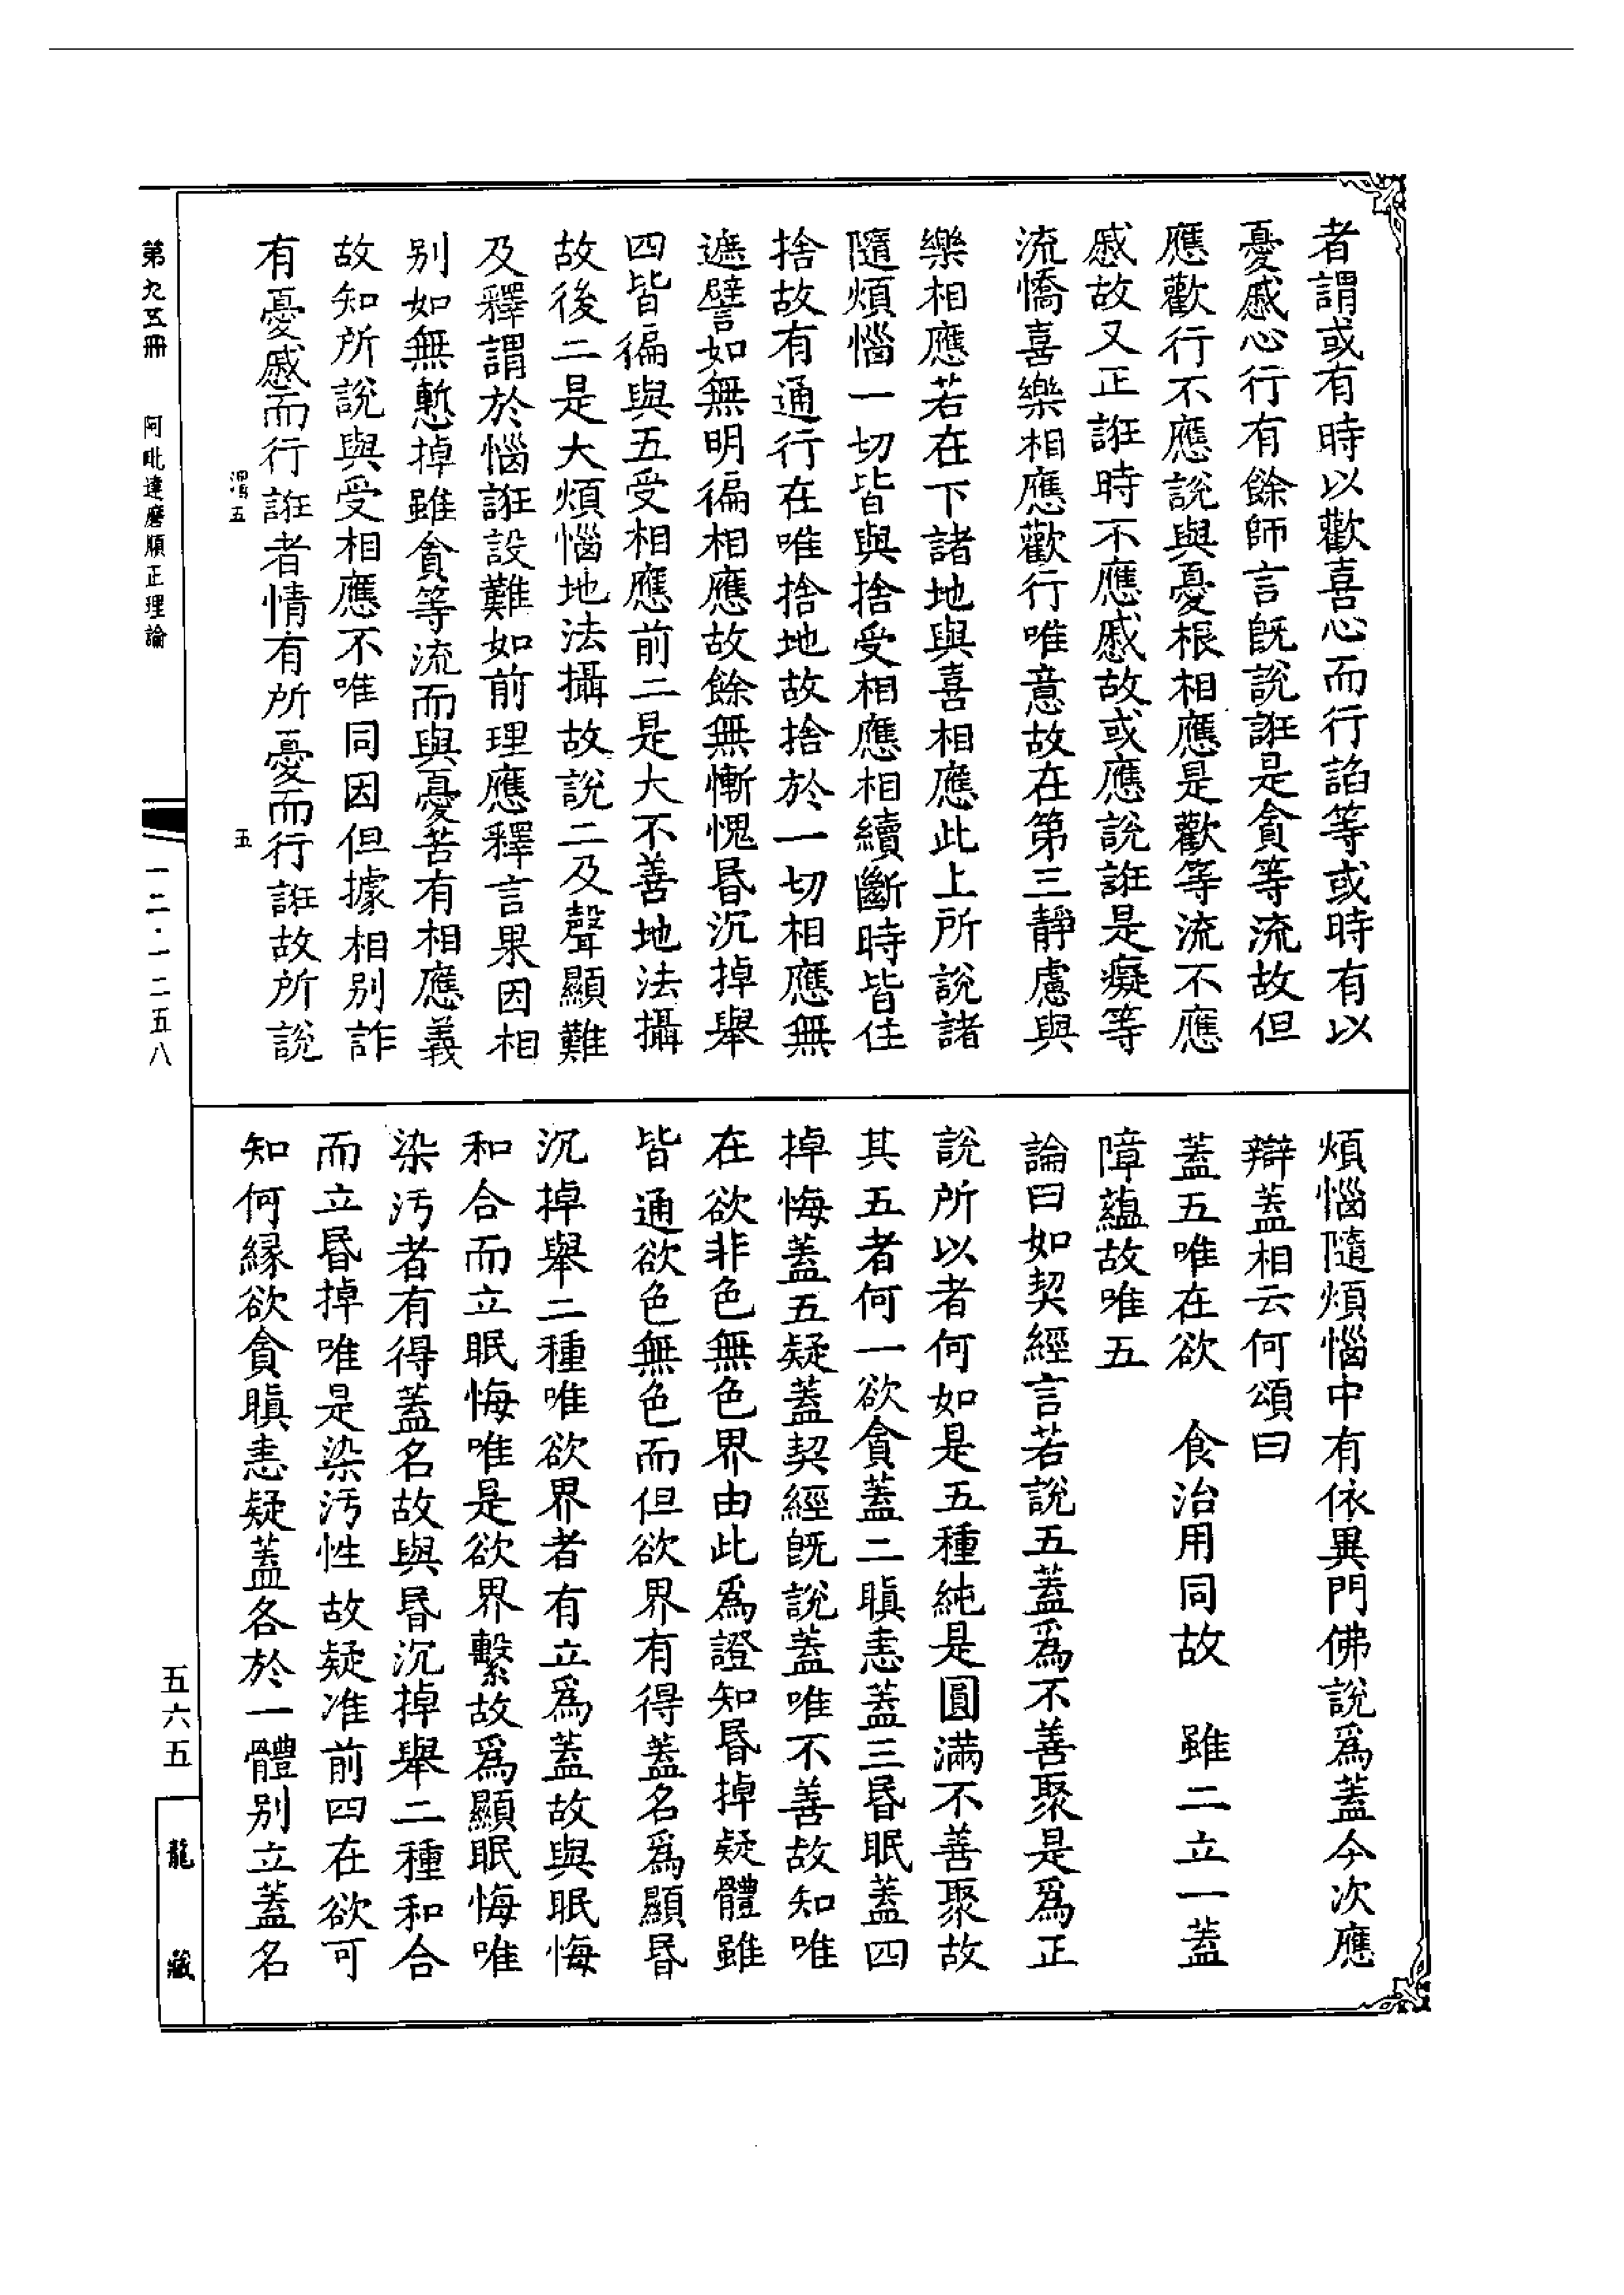 者謂或有時以歡喜心而行諂等或時有以
憂慼心行有餘師言既說誑是貪等流故但
應歡行不應說與憂根相應是歡等流不應
慼故又正誑時不應慼故或應說誑是癡等
流憍喜樂相應歡行唯意故在第三靜慮與
樂相應若在下諸地與喜相應此上所說諸
隨煩惱一切皆與捨受相應相續斷時皆住
捨故有通行在唯捨地故捨於一切相應無
遮譬如無明徧相應故餘無慚愧惛沉掉舉
四皆徧與五受相應前二是大不善地法攝
故後二是大煩惱地法攝故說二及聲顯難
及釋謂於惱誑設難如前理應釋言果因相
別如無慙掉雖貪等流而與憂苦有相應義
故知所說與受相應不唯同因但據相別詐
有憂慼而行誑者情有所憂而行誑故所說
煩惱隨煩惱中有依異門佛說爲蓋今次應
辯蓋相云何頌曰
蓋五唯在欲　食治用同故　雖二立一蓋
障蘊故唯五
論曰如契經言若說五蓋爲不善聚是爲正
說所以者何如是五種純是圓滿不善聚故
其五者何一欲貪蓋二瞋恚蓋三昏眠蓋四
掉悔蓋五疑蓋契經既說蓋唯不善故知唯
在欲非色無色界由此爲證知昏掉疑體雖
皆通欲色無色而但欲界有得蓋名爲顯昏
沉掉舉二種唯欲界者有立爲蓋故與眠悔
和合而立眠悔唯是欲界繫故爲顯眠悔唯
染汚者有得蓋名故與昏沉掉舉二種和合
而立昏掉唯是染汚性故疑准前四在欲可
知何緣欲貪瞋恚疑蓋各於一體別立蓋名
第九五冊　阿毗達磨順正理論
五
一二·一二五八
五六五
龍藏